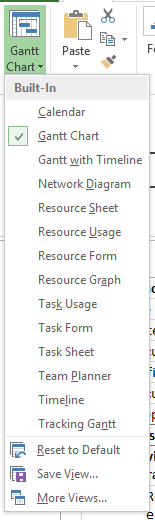 Gantt
Chart
Paste
Fo
Built-In
Calendar
Gantt Chart
Gantt with Timeline
Network Diagram
Resource Sheet
Resource Usage
Resource Form
Resource Graph
Task Usage
Task Form
Task Sheet
Team Planner
Timeline
Tracking Gantt
Reset to Default
Save View...
More Views...